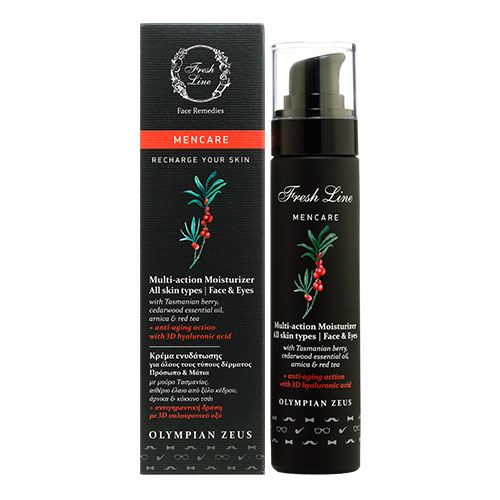 Fresh
Line
Face Remedies
MENCARE
RECHARGE YOUR SKIN
Multi-action Moisturizer
All skin types | Face & Eyes
with Tasmanian berry,
cedarwood essential oil,
arnica & red tea
+ anti-aging action
with 3D hyaluronic acid
Κρέμα ενυδάτωσης
για όλους τους τύπους δέρματος
Πρόσωπο & Μάτια
με μούρο Τασμανίας,
αιθέριο έλαιο από ξύλο κέδρου,
άρνικα & κόκκινο τσάι
+ αντιγηραντική δράση
με 3D υαλουρονικό οξύ
OLYMPIAN ZEUS
Fresh Line
MENCARE
Multi-action Moisturizer
All skin types | Face & Eyes
with Tasmanian berry,
cedarwood essential oil,
arnica & red tea
+ anti-aging action
with 3D hyaluronic acid
OLYMPIAN ZEUS